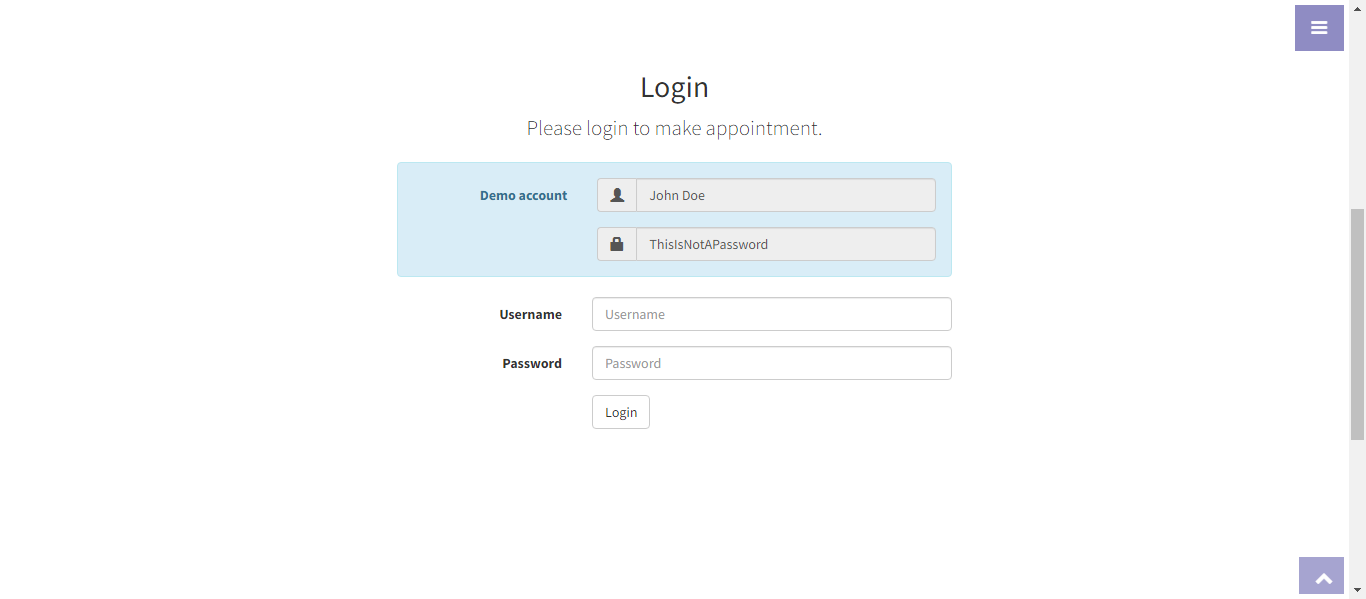 Login
Please login to make appointment.
Demo account
John Doe
ThisIsNotAPassword
Username
Username
Password
Password
Login